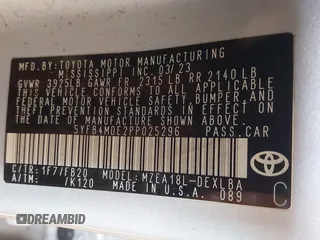 MFD.BY:TOYOTA MOTOR MANUFACTURING
MISSISSIPPI INC. 03/23
GVWR 3925LB GAWR FR 2315LB RR 2140LB
THIS VEHICLE CONFORMS TO ALL APPLICABLE
FEDERAL MOTOR VEHICLE SAFETY, BUMPER, AND
THEFT PREVENTION STANDARDS IN EFFECT ON
THE DATE OF MANUFACTURE SHOWN ABOVE.
5YFB4MDE2PP025296 PASS.CAR
C/TR:1F7/FB20 MODEL:MZEA18L-DEXLBA
A/TM: /K120 MADE IN U.S.A. 089
TOYOTA
C
© DREAMBID